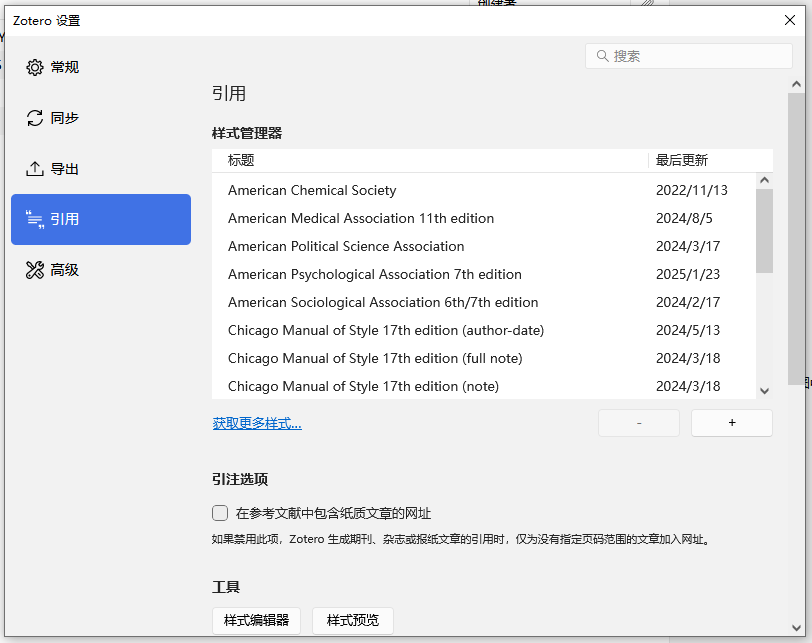 Zotero 设置
搜索
常规
同步
导出
引用
高级
引用
样式管理器
标题 最后更新
American Chemical Society 2022/11/13
American Medical Association 11th edition 2024/8/5
American Political Science Association 2024/3/17
American Psychological Association 7th edition 2025/1/23
American Sociological Association 6th/7th edition 2024/2/17
Chicago Manual of Style 17th edition (author-date) 2024/5/13
Chicago Manual of Style 17th edition (full note) 2024/3/18
Chicago Manual of Style 17th edition (note) 2024/3/18
获取更多样式... - +
引注选项
在参考文献中包含纸质文章的网址
如果禁用此项，Zotero 生成期刊、杂志或报纸文章的引用时，仅为没有指定页码范围的文章加入网址。
工具
样式编辑器 样式预览